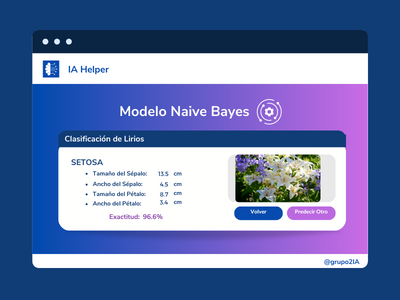 IA Helper
Modelo Naive Bayes
Clasificación de Lirios
SETOSA
Tamaño del Sépalo: 13.5 cm
Ancho del Sépalo: 4.5 cm
Tamaño del Pétalo: 8.7 cm
Ancho del Pétalo: 3.4 cm
Exactitud: 96.6%
Volver
Predecir Otro
@grupo2IA